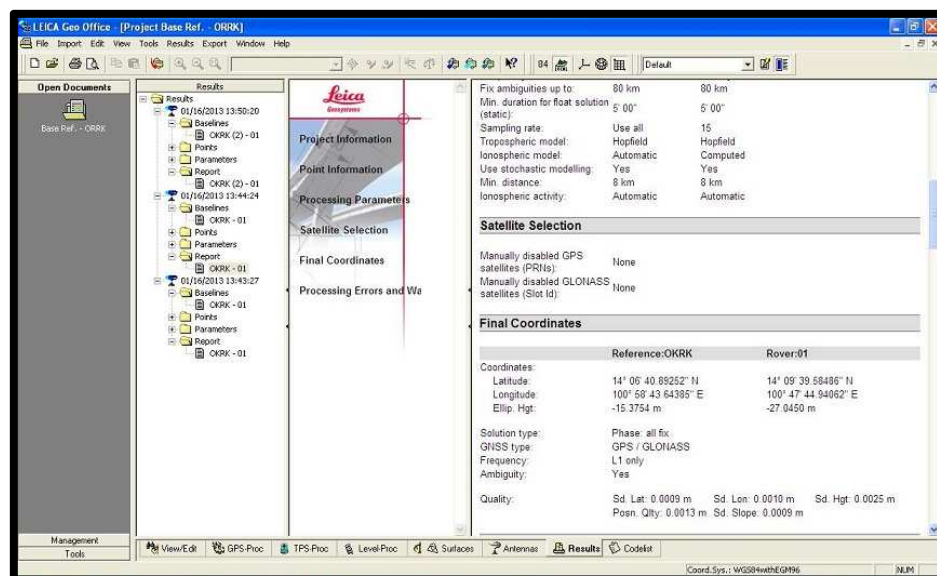 LEICA Geo Office - [Project Base Ref. - ORRK]
File Import Edit View Tools Results Export Window Help
84 Default
Open Documents
Base Ref. - ORRK
Management
Tools
Results
Results
01/16/2013 13:50:20
Baselines
OKRK (2) - 01
Points
Parameters
Report
OKRK (2) - 01
01/16/2013 13:44:24
Baselines
OKRK - 01
Points
Parameters
Report
OKRK - 01
01/16/2013 13:43:27
Baselines
OKRK - 01
Points
Parameters
Report
OKRK - 01
Leica
Geosystems
Project Information
Point Information
Processing Parameters
Satellite Selection
Final Coordinates
Processing Errors and Wa
Fix ambiguities up to: 80 km 80 km
Min. duration for float solution (static): 5' 00" 5' 00"
Sampling rate: Use all 15
Tropospheric model: Hopfield Hopfield
Ionospheric model: Automatic Computed
Use stochastic modelling: Yes Yes
Min. distance: 8 km 8 km
Ionospheric activity: Automatic Automatic
Satellite Selection
Manually disabled GPS satellites (PRNs): None
Manually disabled GLONASS satellites (Slot Id): None
Final Coordinates
Reference:OKRK Rover:01
Coordinates:
Latitude: 14° 06' 40.89252" N 14° 09' 39.58486" N
Longitude: 100° 58' 43.64385" E 100° 47' 44.94062" E
Ellip. Hgt: -15.3754 m -27.0450 m
Solution type: Phase: all fix
GNSS type: GPS / GLONASS
Frequency: L1 only
Ambiguity: Yes
Quality: Sd. Lat: 0.0009 m Sd. Lon: 0.0010 m Sd. Hgt: 0.0025 m
Posn. Qlty: 0.0013 m Sd. Slope: 0.0009 m
View/Edit GPS-Proc TPS-Proc Level-Proc Surfaces Antennas Results Codelist
Coord.Sys.: WGS84withEGM96 NUM